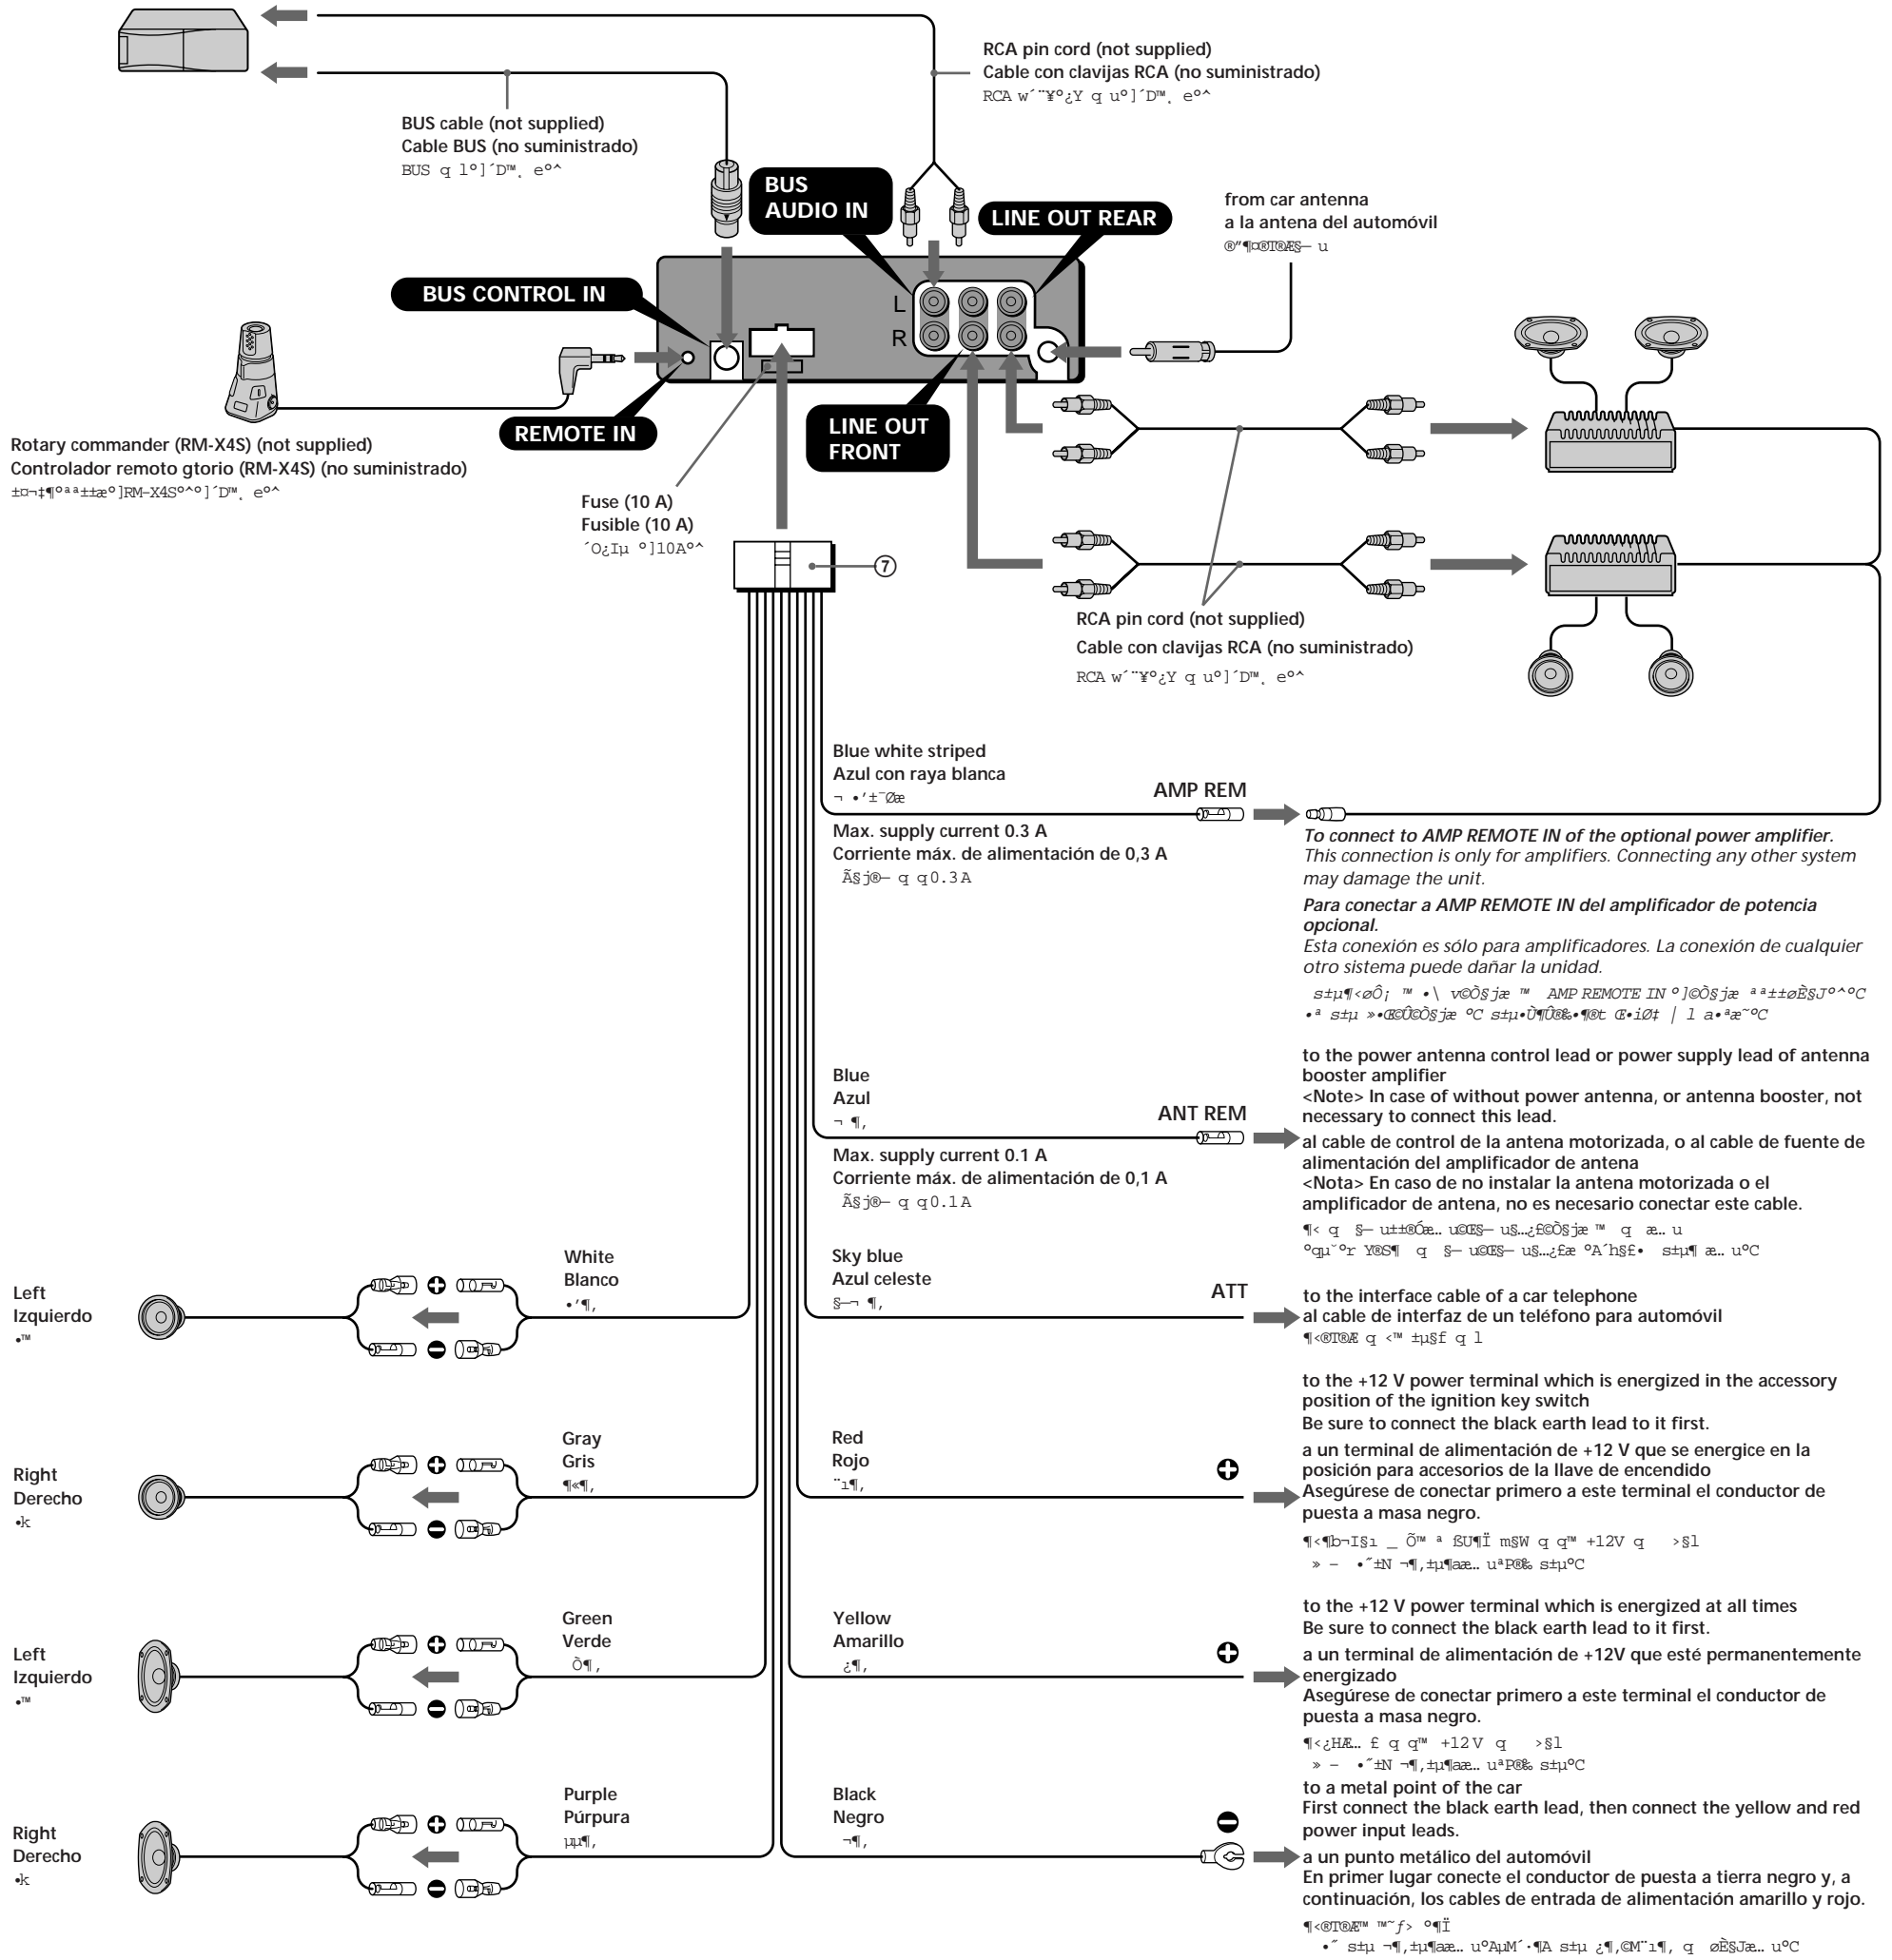 RCA pin cord (not supplied)
Cable con clavijas RCA (no suministrado)
BUS cable (not supplied)
Cable BUS (no suministrado)
BUS
AUDIO IN
LINE OUT REAR
from car antenna
a la antena del automóvil
BUS CONTROL IN
L
R
REMOTE IN
LINE OUT
FRONT
Rotary commander (RM-X4S) (not supplied)
Controlador remoto gtorio (RM-X4S) (no suministrado)
Fuse (10 A)
Fusible (10 A)
7
RCA pin cord (not supplied)
Cable con clavijas RCA (no suministrado)
Blue white striped
Azul con raya blanca
AMP REM
Max. supply current 0.3 A
Corriente máx. de alimentación de 0,3 A
To connect to AMP REMOTE IN of the optional power amplifier.
This connection is only for amplifiers. Connecting any other system
may damage the unit.
Para conectar a AMP REMOTE IN del amplificador de potencia
opcional.
Esta conexión es sólo para amplificadores. La conexión de cualquier
otro sistema puede dañar la unidad.
Blue
Azul
ANT REM
Max. supply current 0.1 A
Corriente máx. de alimentación de 0,1 A
to the power antenna control lead or power supply lead of antenna
booster amplifier
<Note> In case of without power antenna, or antenna booster, not
necessary to connect this lead.
al cable de control de la antena motorizada, o al cable de fuente de
alimentación del amplificador de antena
<Nota> En caso de no instalar la antena motorizada o el
amplificador de antena, no es necesario conectar este cable.
Left
Izquierdo
White
Blanco
Sky blue
Azul celeste
ATT
to the interface cable of a car telephone
al cable de interfaz de un teléfono para automóvil
Right
Derecho
Gray
Gris
Red
Rojo
to the +12 V power terminal which is energized in the accessory
position of the ignition key switch
Be sure to connect the black earth lead to it first.
a un terminal de alimentación de +12 V que se energice en la
posición para accesorios de la llave de encendido
Asegúrese de conectar primero a este terminal el conductor de
puesta a masa negro.
Left
Izquierdo
Green
Verde
Yellow
Amarillo
to the +12 V power terminal which is energized at all times
Be sure to connect the black earth lead to it first.
a un terminal de alimentación de +12V que esté permanentemente
energizado
Asegúrese de conectar primero a este terminal el conductor de
puesta a masa negro.
Right
Derecho
Purple
Púrpura
Black
Negro
to a metal point of the car
First connect the black earth lead, then connect the yellow and red
power input leads.
a un punto metálico del automóvil
En primer lugar conecte el conductor de puesta a tierra negro y, a
continuación, los cables de entrada de alimentación amarillo y rojo.